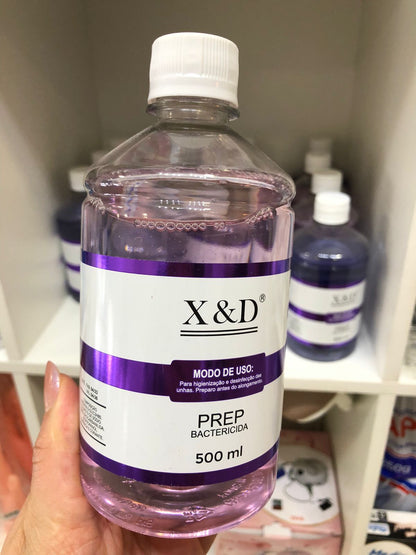 X&D®
MODO DE USO:
Para higienização e desinfecção das
unhas. Preparo antes do alongamento.
PREP
BACTERICIDA
500 ml
X&D